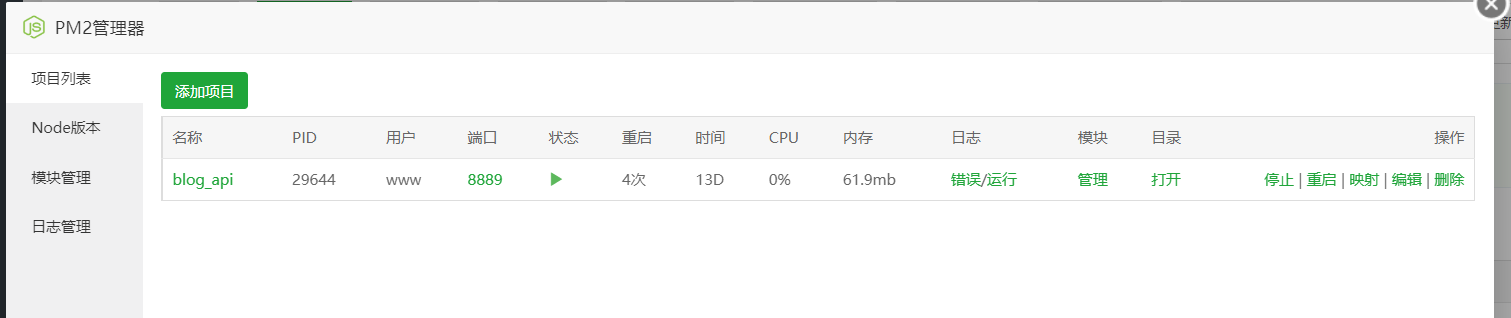 PM2管理器
项目列表
Node版本
模块管理
日志管理
添加项目
名称 PID 用户 端口 状态 重启 时间 CPU 内存 日志 模块 目录 操作
blog_api 29644 www 8889 4次 13D 0% 61.9mb 错误/运行 管理 打开 停止 | 重启 | 映射 | 编辑 | 删除